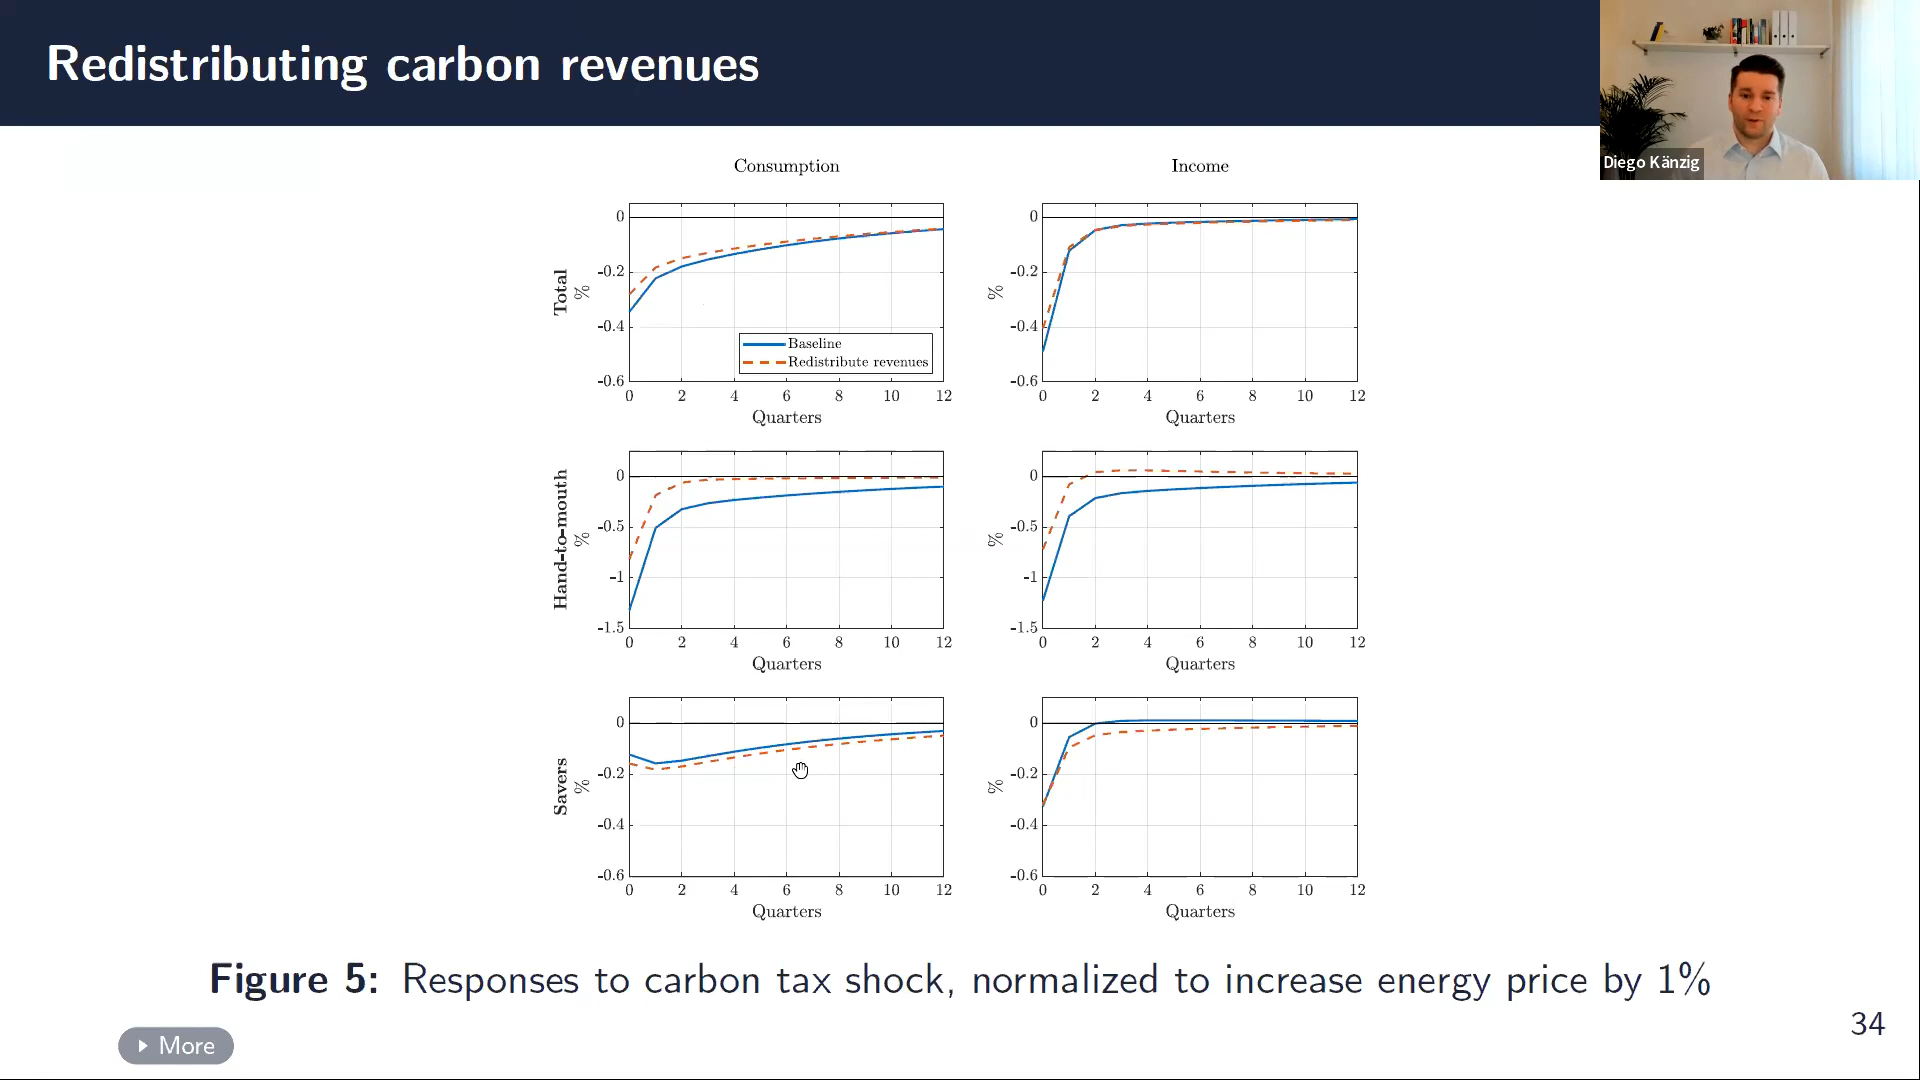 Redistributing carbon revenues
Diego Känzig
Consumption
Income
Total
%
0
-0.2
-0.4
-0.6
Baseline
Redistribute revenues
0 2 4 6 8 10 12
Quarters
%
0
-0.2
-0.4
-0.6
0 2 4 6 8 10 12
Quarters
Hand-to-mouth
%
0
-0.5
-1
-1.5
0 2 4 6 8 10 12
Quarters
%
0
-0.5
-1
-1.5
0 2 4 6 8 10 12
Quarters
Savers
%
0
-0.2
-0.4
-0.6
0 2 4 6 8 10 12
Quarters
%
0
-0.2
-0.4
-0.6
0 2 4 6 8 10 12
Quarters
Figure 5: Responses to carbon tax shock, normalized to increase energy price by 1%
34
More